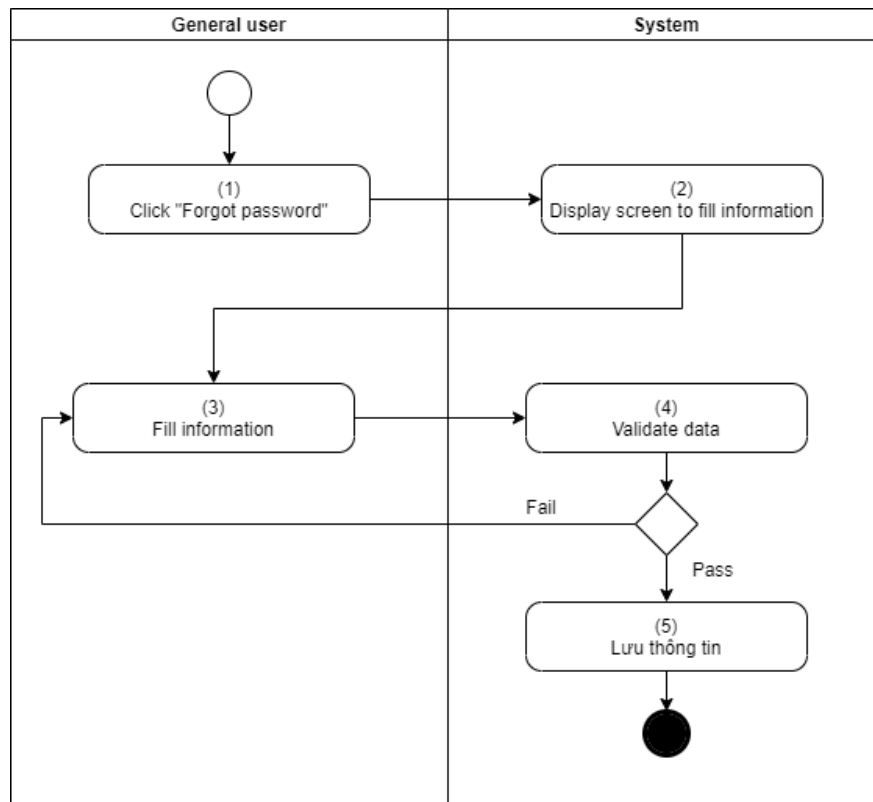 General user
System
(1)
Click "Forgot password"
(2)
Display screen to fill information
(3)
Fill information
(4)
Validate data
Fail
Pass
(5)
Lưu thông tin